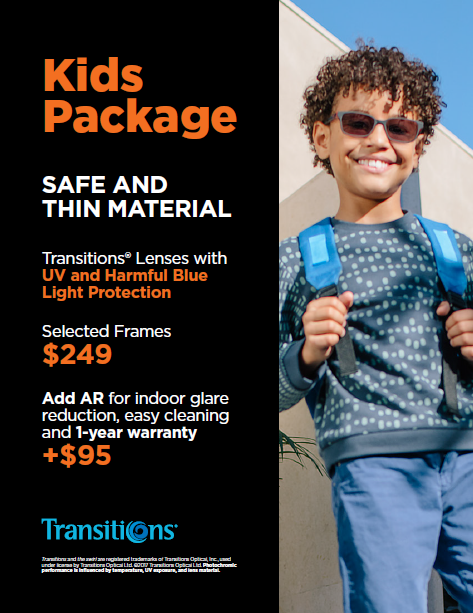 Kids
Package
SAFE AND
THIN MATERIAL
Transitions® Lenses with
UV and Harmful Blue
Light Protection
Selected Frames
$249
Add AR for indoor glare
reduction, easy cleaning
and 1-year warranty
+$95
Transitions®
Transitions and the swirl are registered trademarks of Transitions Optical, Inc., used
under license by Transitions Optical Ltd. ©2017 Transitions Optical Ltd. Photochromic
performance is influenced by temperature, UV exposure, and lens material.